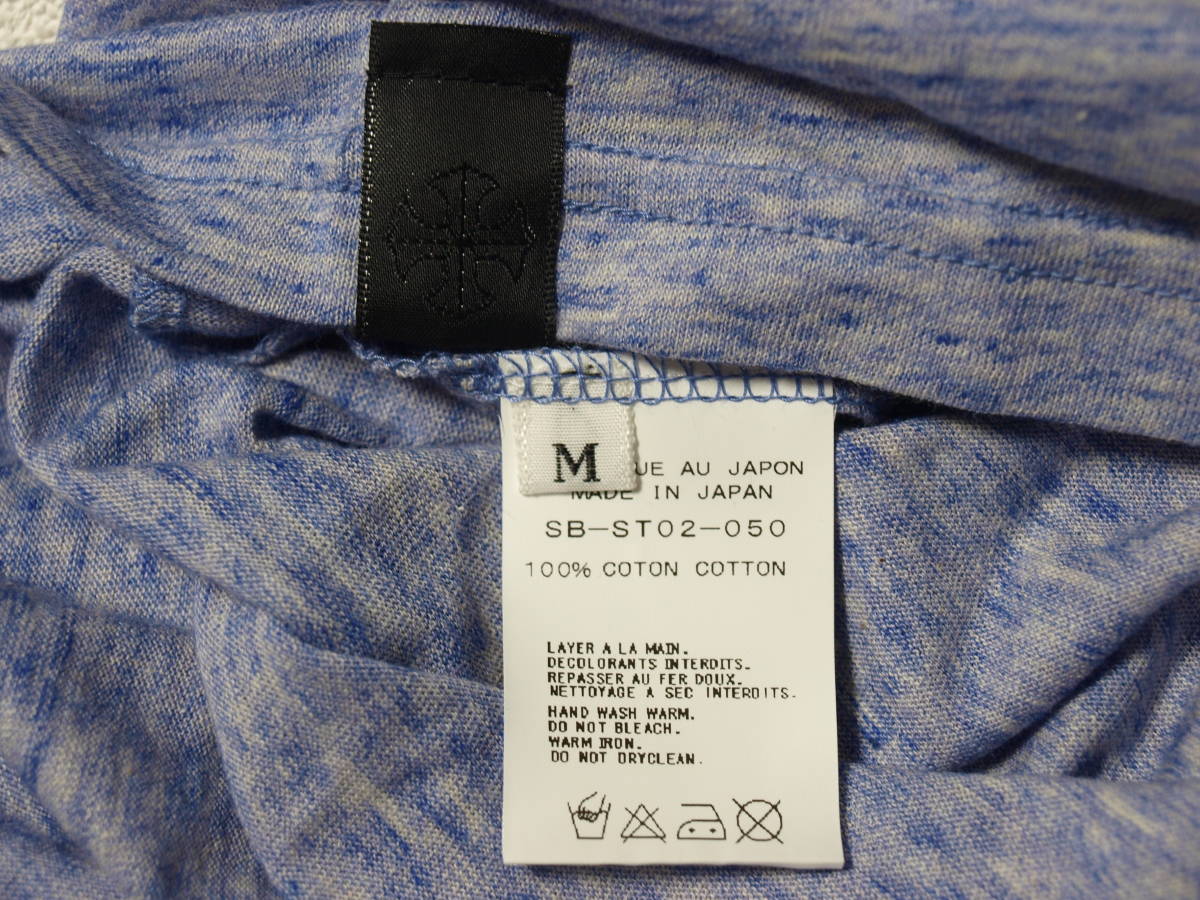 M
UE AU JAPON
MADE IN JAPAN
SB-ST02-050
100% COTON COTTON
LAYER A LA MAIN.
DECOLORANTS INTERDITS.
REPASSER AU FER DOUX.
NETTOYAGE A SEC INTERDITS.
HAND WASH WARM.
DO NOT BLEACH.
WARM IRON.
DO NOT DRYCLEAN.